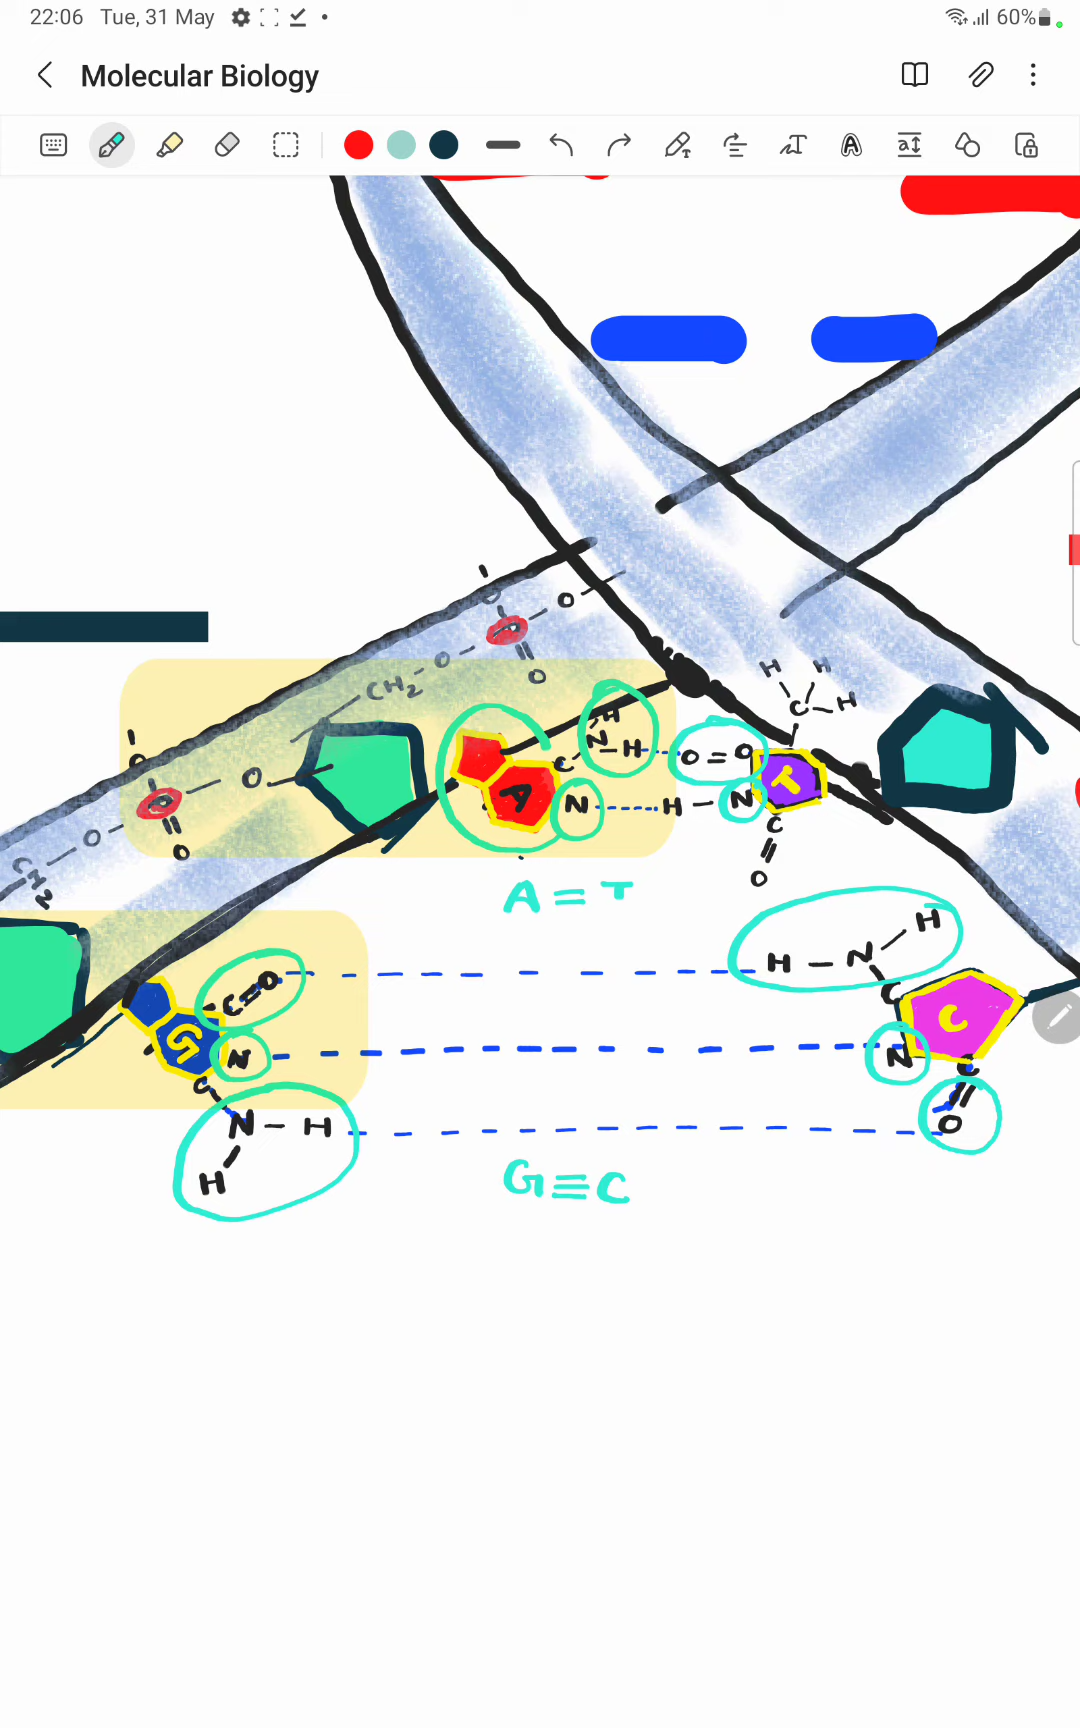 22:06 Tue, 31 May 60%
Molecular Biology
O
O
O
CH2
O
O
O
O
CH2
H
N
H
C
A
N
H
H
C
H
O=O
T
H - N
C
O
A = T
C=O
G
N
C
N - H
H
H - N
H
C
C
N
C
O
G≡C